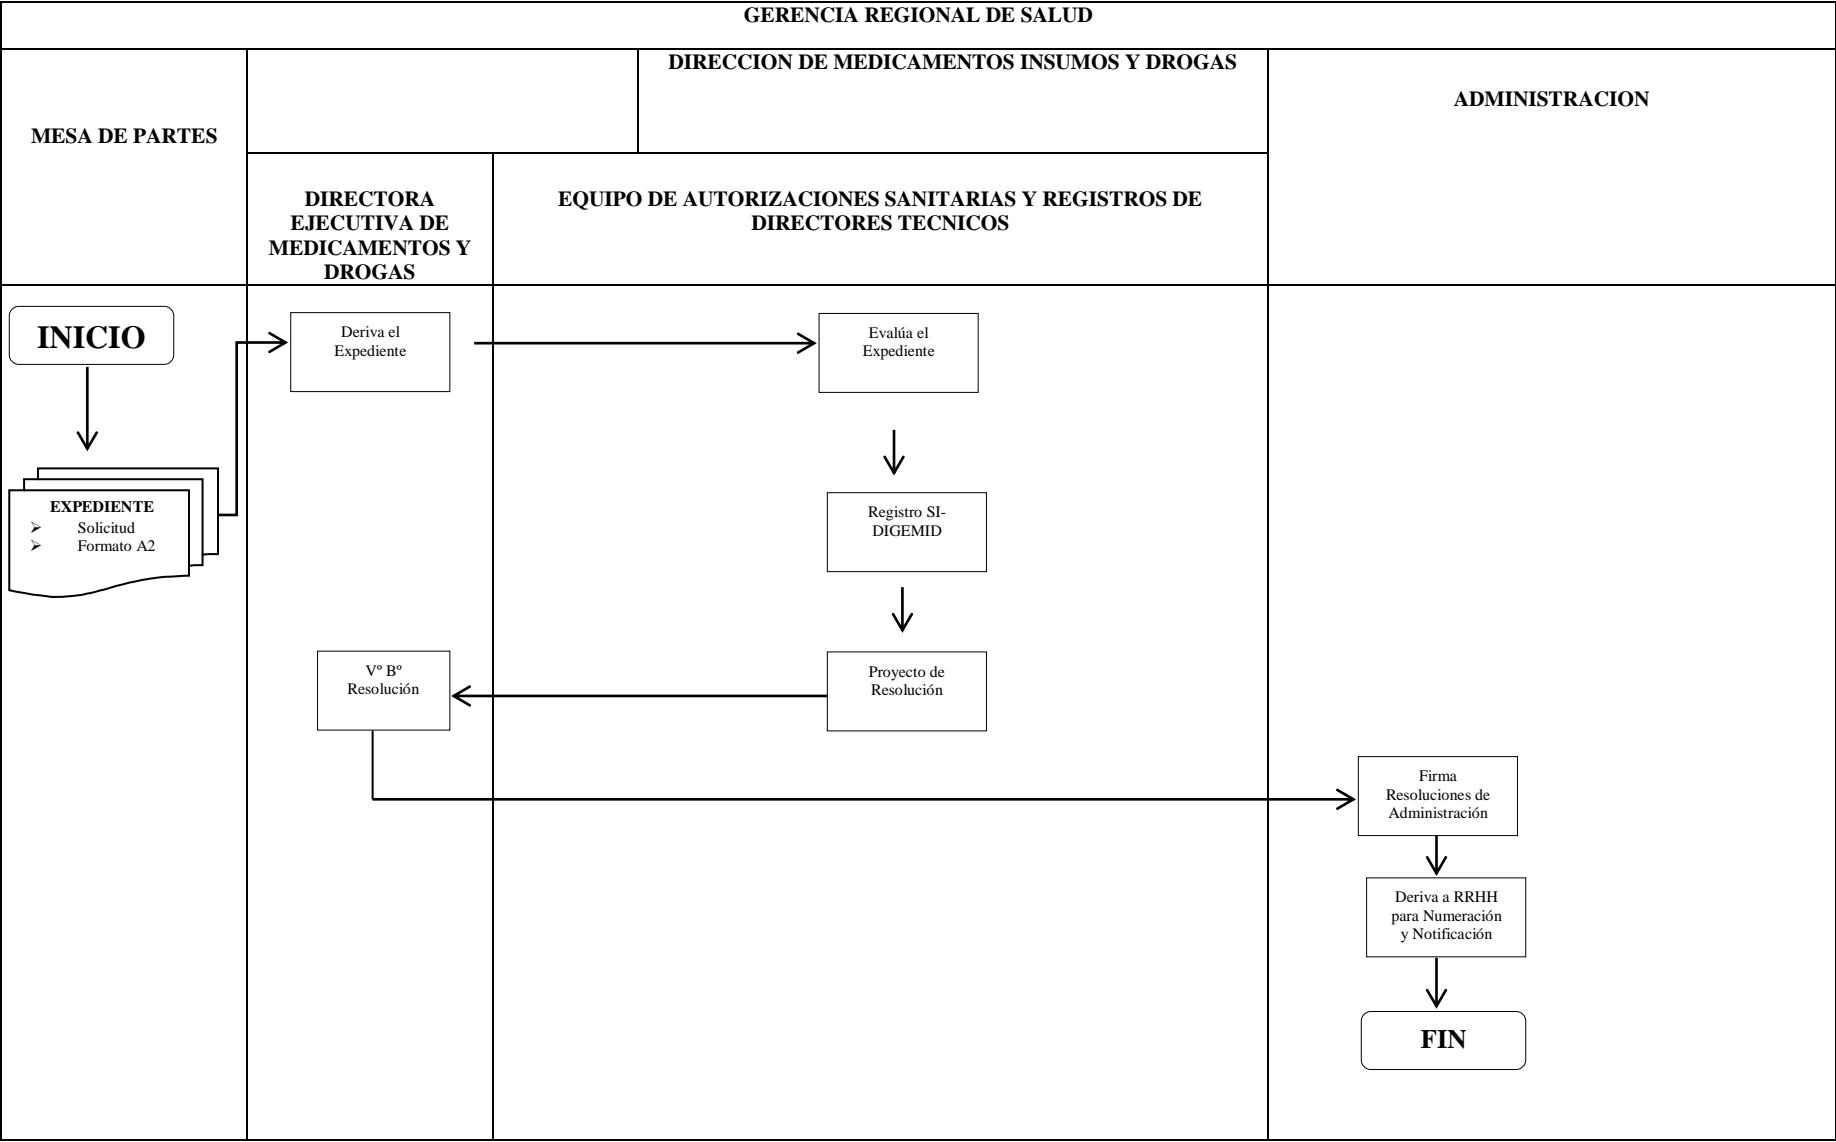 GERENCIA REGIONAL DE SALUD
MESA DE PARTES
DIRECCION DE MEDICAMENTOS INSUMOS Y DROGAS
ADMINISTRACION
DIRECTORA
EJECUTIVA DE
MEDICAMENTOS Y
DROGAS
EQUIPO DE AUTORIZACIONES SANITARIAS Y REGISTROS DE
DIRECTORES TECNICOS
INICIO
EXPEDIENTE
➢ Solicitud
➢ Formato A2
Deriva el
Expediente
Evalúa el
Expediente
Registro SI-
DIGEMID
Proyecto de
Resolución
Vº Bº
Resolución
Firma
Resoluciones de
Administración
Deriva a RRHH
para Numeración
y Notificación
FIN